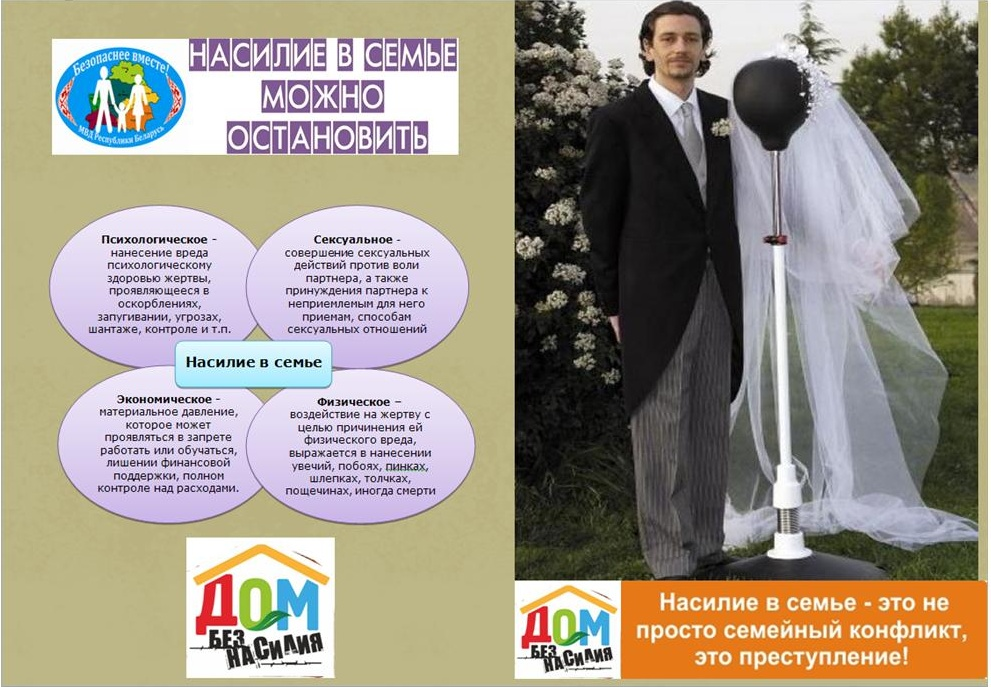 Безопаснее вместе!
МВД Республики Беларусь
НАСИЛИЕ В СЕМЬЕ
МОЖНО
ОСТАНОВИТЬ
Психологическое -
нанесение вреда
психологическому
здоровью жертвы,
проявляющееся в
оскорблениях,
запугивании, угрозах,
шантаже, контроле и т.п.
Сексуальное -
совершение сексуальных
действий против воли
партнера, а также
принуждения партнера к
неприемлемым для него
приемам, способам
сексуальных отношений
Насилие в семье
Экономическое -
материальное давление,
которое может
проявляться в запрете
работать или обучаться,
лишении финансовой
поддержки, полном
контроле над расходами.
Физическое –
воздействие на жертву с
целью причинения ей
физического вреда,
выражается в нанесении
увечий, побоях, пинках,
шлепках, толчках,
пощечинах, иногда смерти
ДОМ
БЕЗ
НАСИЛИЯ
ДОМ
БЕЗ
НАСИЛИЯ
Насилие в семье - это не
просто семейный конфликт,
это преступление!